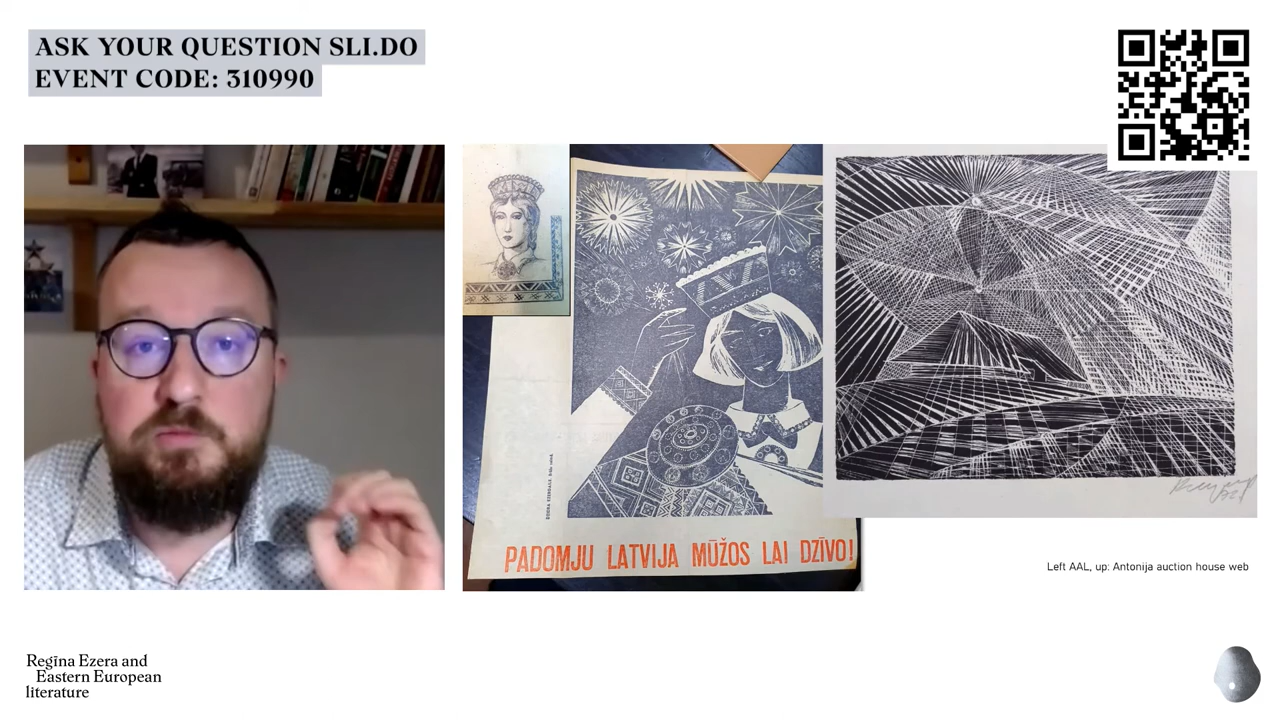 ASK YOUR QUESTION SLI.DO
EVENT CODE: 310990
PADOMJU LATVIJA MŪŽOS LAI DZĪVO!
Left AAL, up: Antonija auction house web
Regīna Ezera and
Eastern European
literature